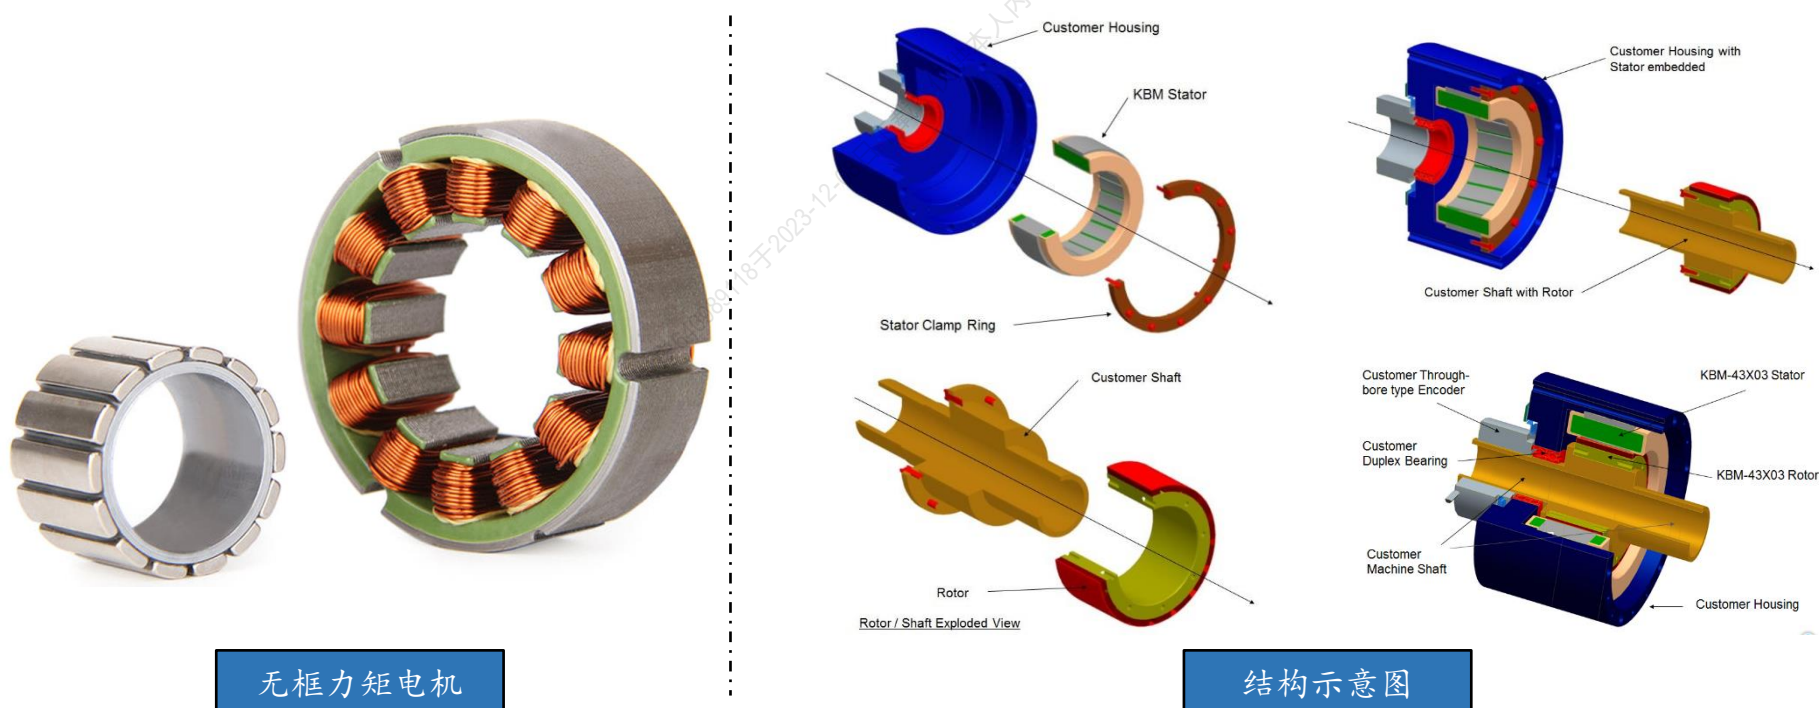 Customer Housing
KBM Stator
Stator Clamp Ring
Customer Housing with
Stator embedded
Customer Shaft with Rotor
Customer Shaft
Rotor
Rotor / Shaft Exploded View
Customer Through-
bore type Encoder
KBM-43X03 Stator
Customer
Duplex Bearing
KBM-43X03 Rotor
Customer
Machine Shaft
Customer Housing
无框力矩电机
结构示意图